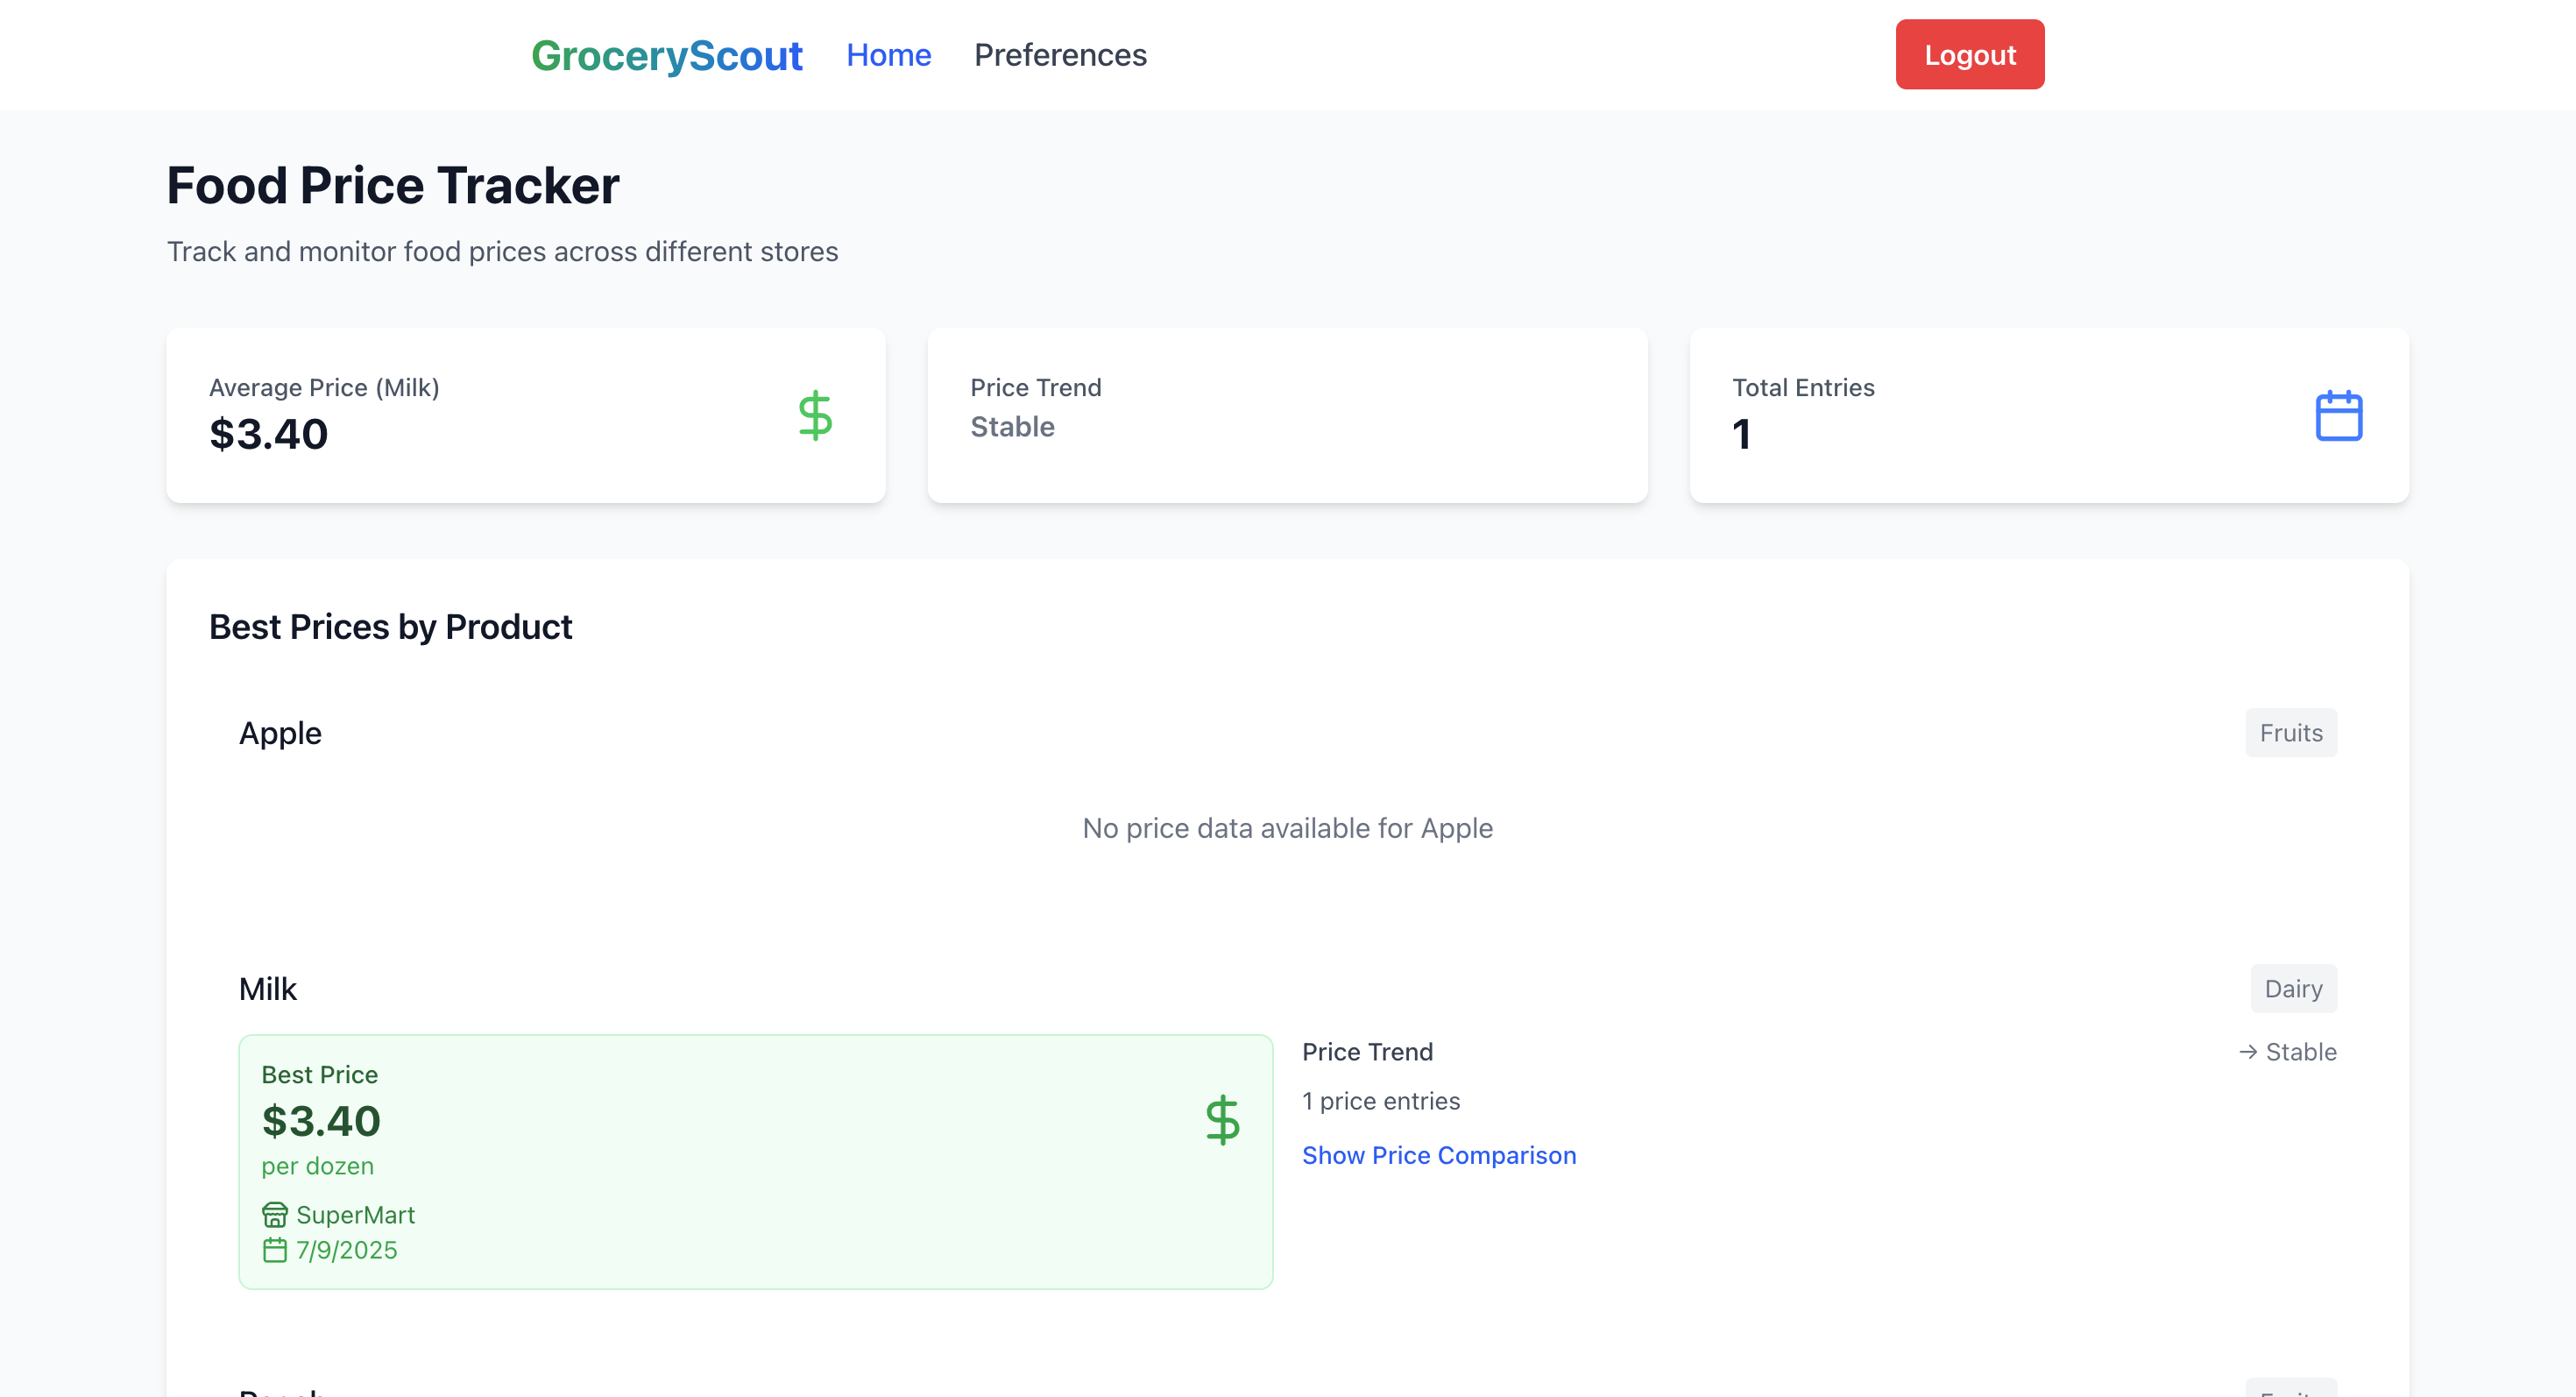 GroceryScout Home Preferences Logout
Food Price Tracker
Track and monitor food prices across different stores
Average Price (Milk)
$3.40
Price Trend
Stable
Total Entries
1
Best Prices by Product
Apple Fruits
No price data available for Apple
Milk Dairy
Best Price
$3.40
per dozen
SuperMart
7/9/2025
Price Trend → Stable
1 price entries
Show Price Comparison